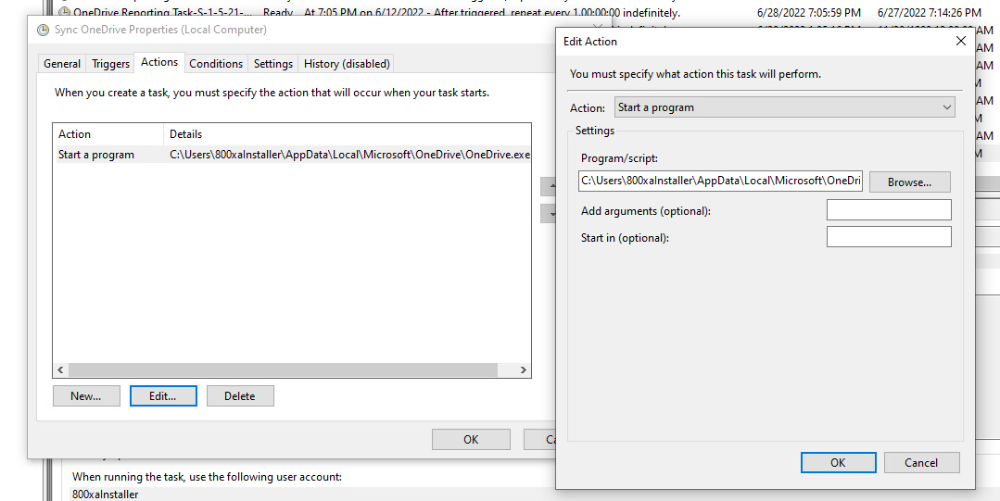 OneDrive Reporting Task-S-1-5-21-... Ready At 7:05 PM on 6/12/2022 - After triggered, repeat every 1.00:00:00 indefinitely. 6/28/2022 7:05:59 PM 6/27/2022 7:14:26 PM
Sync OneDrive Properties (Local Computer)
General Triggers Actions Conditions Settings History (disabled)
When you create a task, you must specify the action that will occur when your task starts.
Action Details
Start a program C:\Users\800xaInstaller\AppData\Local\Microsoft\OneDrive\OneDrive.exe
New... Edit... Delete
OK
When running the task, use the following user account:
800xaInstaller
Edit Action
You must specify what action this task will perform.
Action: Start a program
Settings
Program/script:
C:\Users\800xaInstaller\AppData\Local\Microsoft\OneDri Browse...
Add arguments (optional):
Start in (optional):
OK Cancel
AM
AM
AM
M
AM
M
AM
M